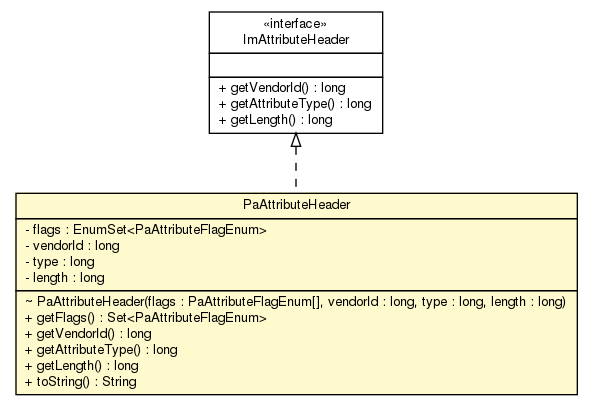 «interface»
ImAttributeHeader
+ getVendorId() : long
+ getAttributeType() : long
+ getLength() : long
PaAttributeHeader
- flags : EnumSet<PaAttributeFlagEnum>
- vendorId : long
- type : long
- length : long
~ PaAttributeHeader(flags : PaAttributeFlagEnum[], vendorId : long, type : long, length : long)
+ getFlags() : Set<PaAttributeFlagEnum>
+ getVendorId() : long
+ getAttributeType() : long
+ getLength() : long
+ toString() : String